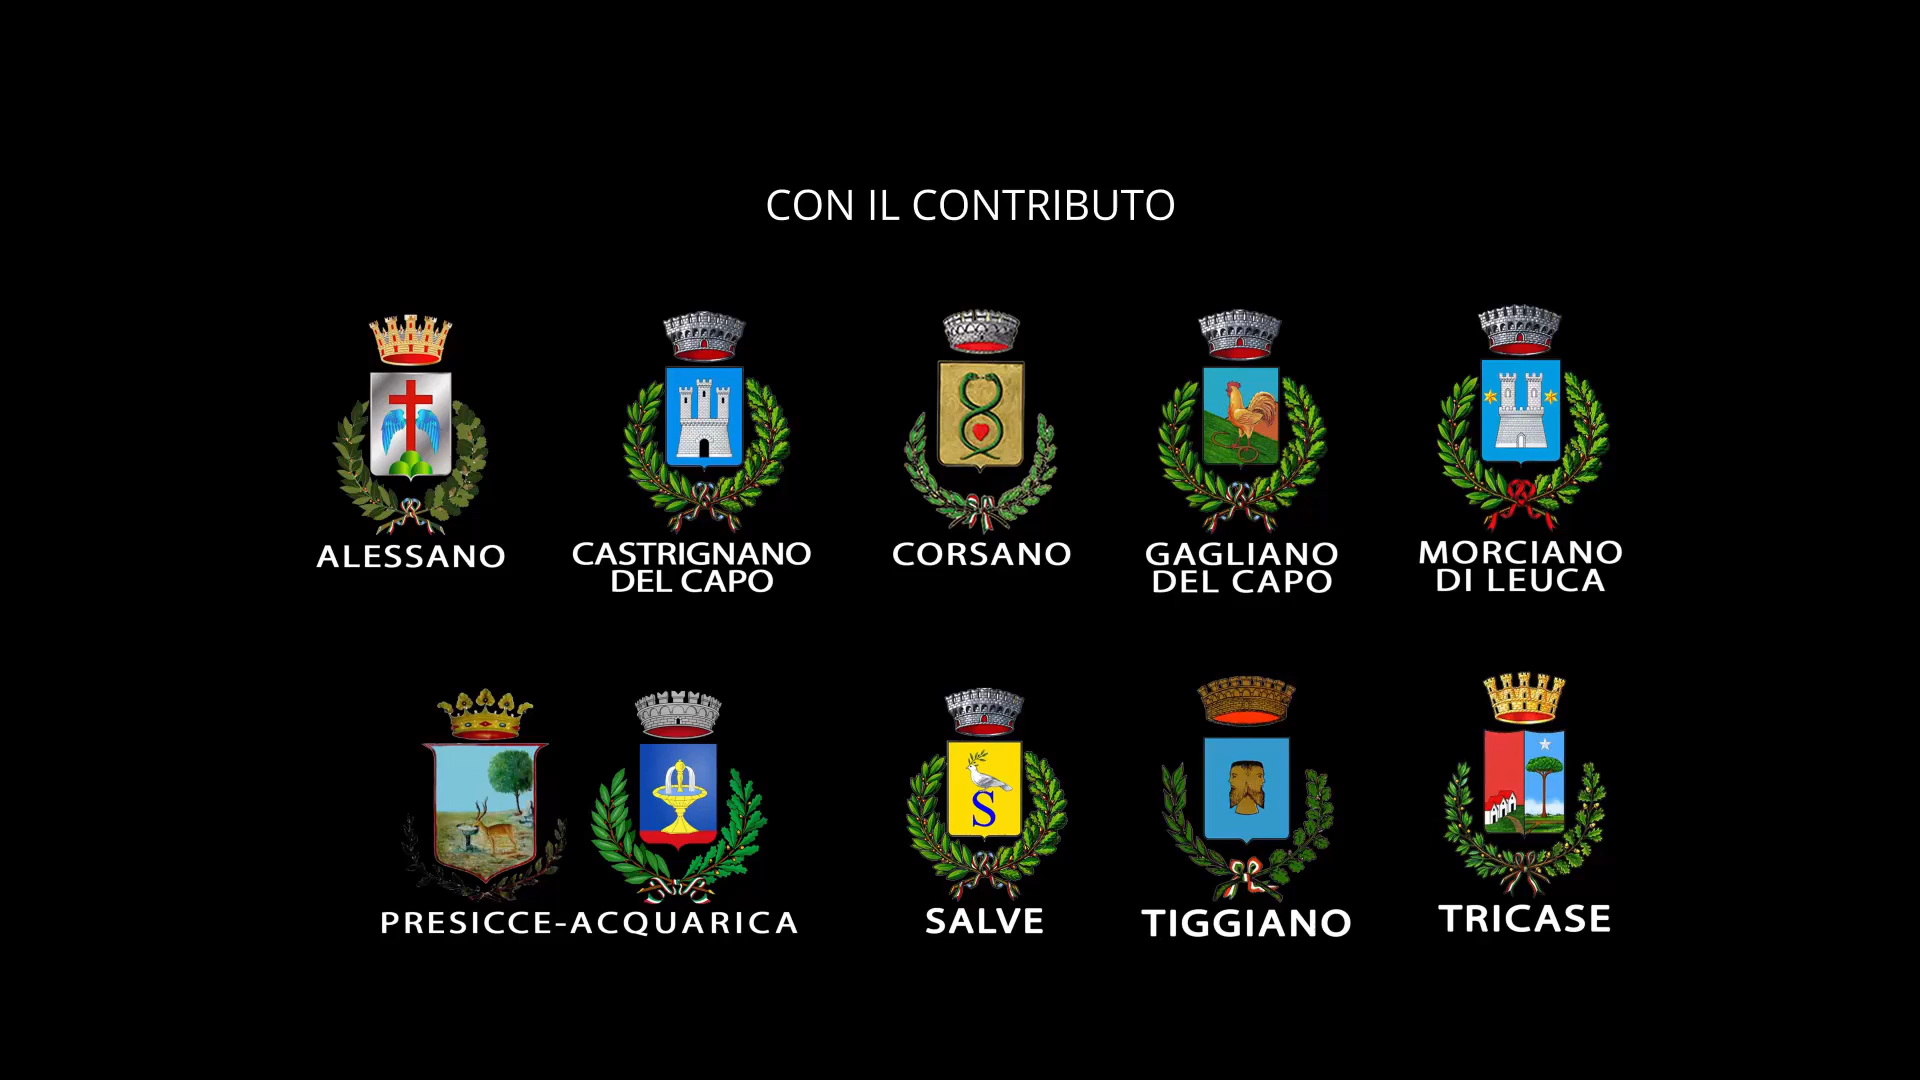 CON IL CONTRIBUTO
ALESSANO
CASTRIGNANO
DEL CAPO
CORSANO
GAGLIANO
DEL CAPO
MORCIANO
DI LEUCA
PRESICCE-ACQUARICA
S
SALVE
TIGGIANO
TRICASE